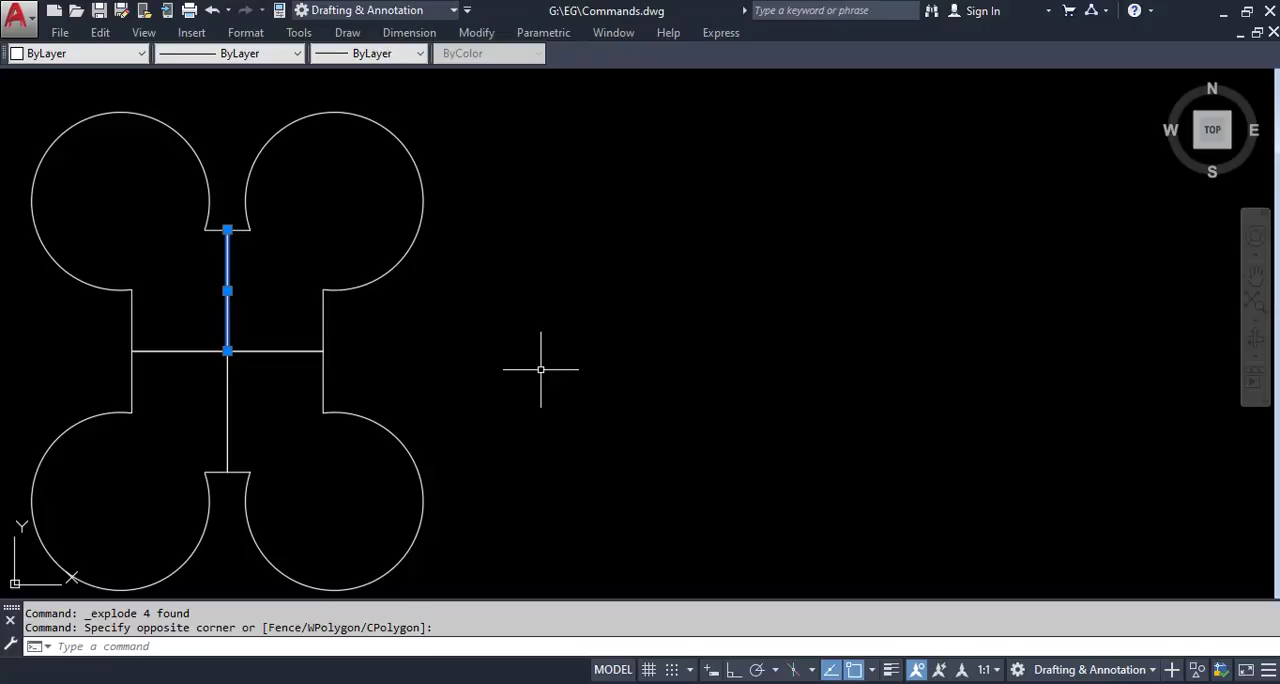 A Drafting & Annotation G:\EG\Commands.dwg Type a keyword or phrase Sign In ?
File Edit View Insert Format Tools Draw Dimension Modify Parametric Window Help Express
ByLayer ByLayer ByLayer ByColor
N
W TOP E
S
Y
X
Command: _explode 4 found
Command: Specify opposite corner or [Fence/WPolygon/CPolygon]:
Type a command
MODEL 1:1 Drafting & Annotation